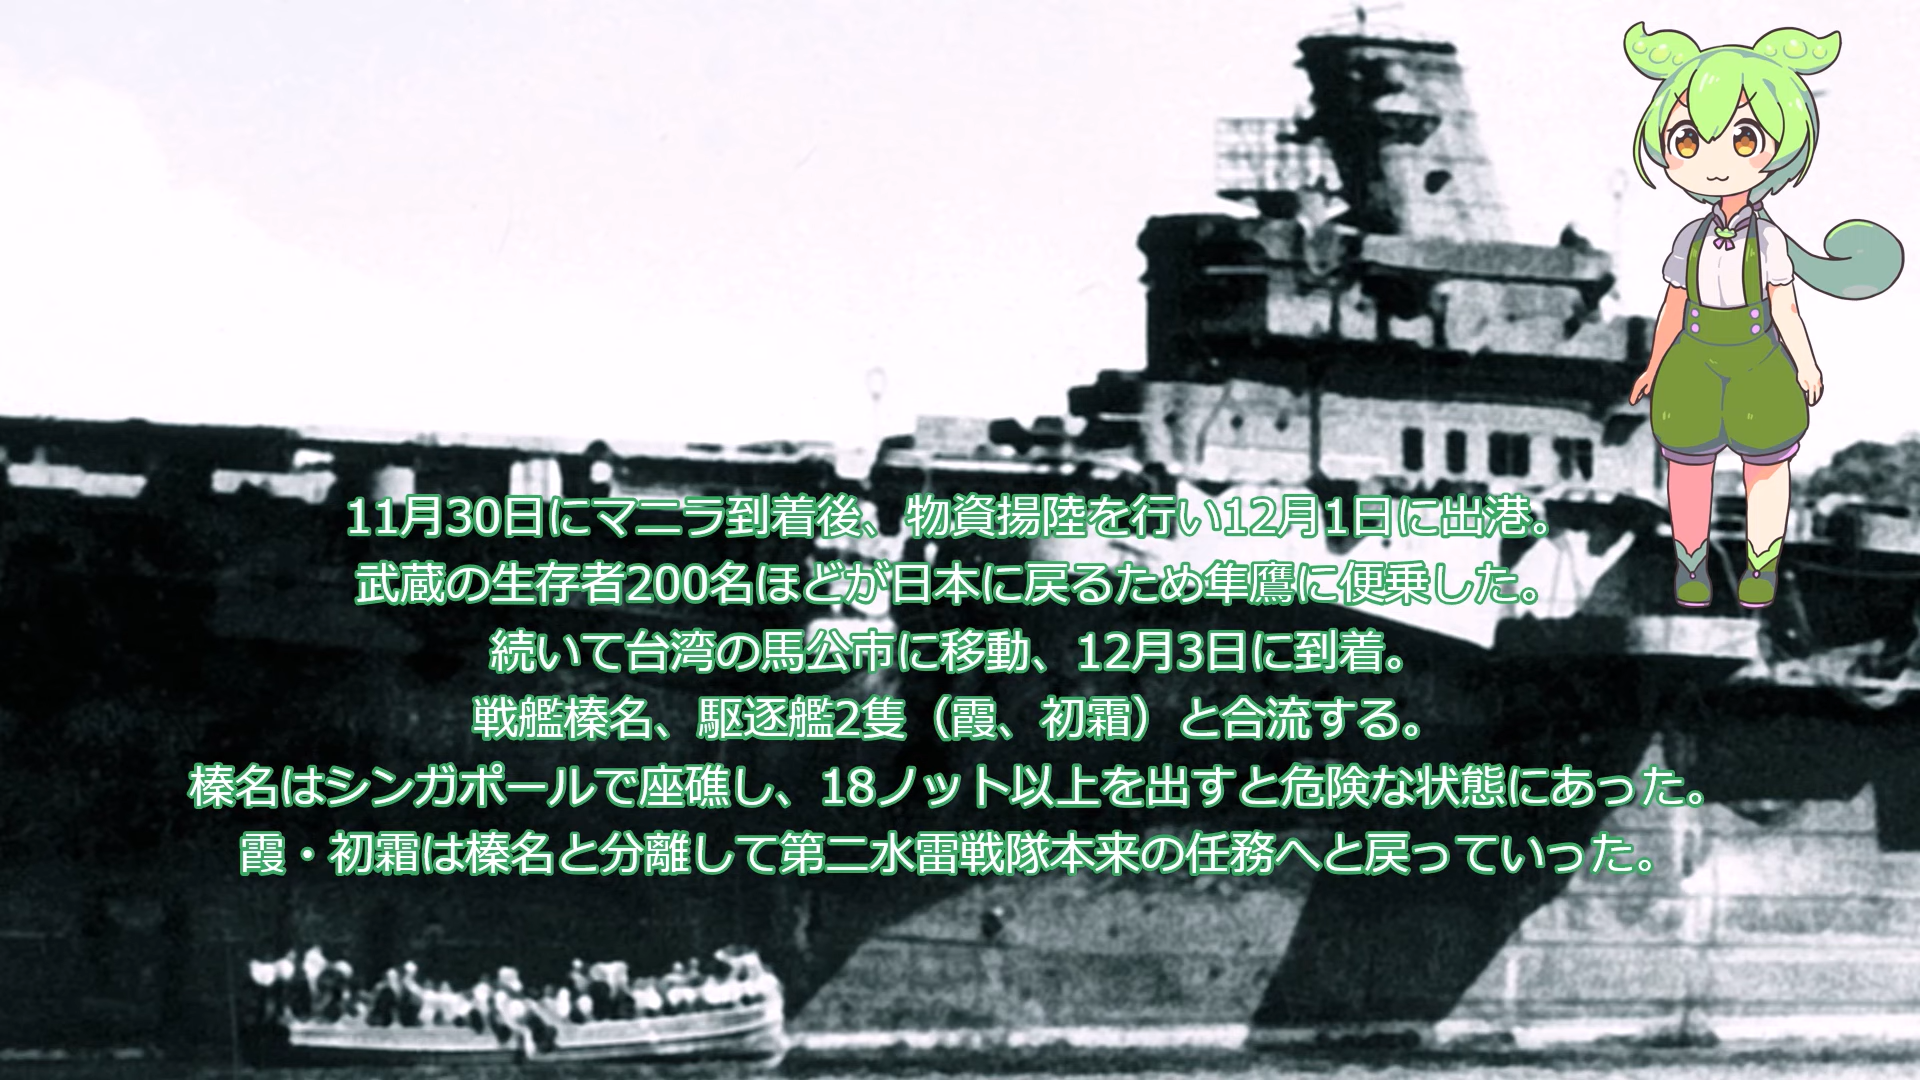 11月30日にマニラ到着後、物資揚陸を行い12月1日に出港。
武蔵の生存者200名ほどが日本に戻るため隼鷹に便乗した。
続いて台湾の馬公市に移動、12月3日に到着。
戦艦榛名、駆逐艦2隻（霞、初霜）と合流する。
榛名はシンガポールで座礁し、18ノット以上を出すと危険な状態にあった。
霞・初霜は榛名と分離して第二水雷戦隊本来の任務へと戻っていった。